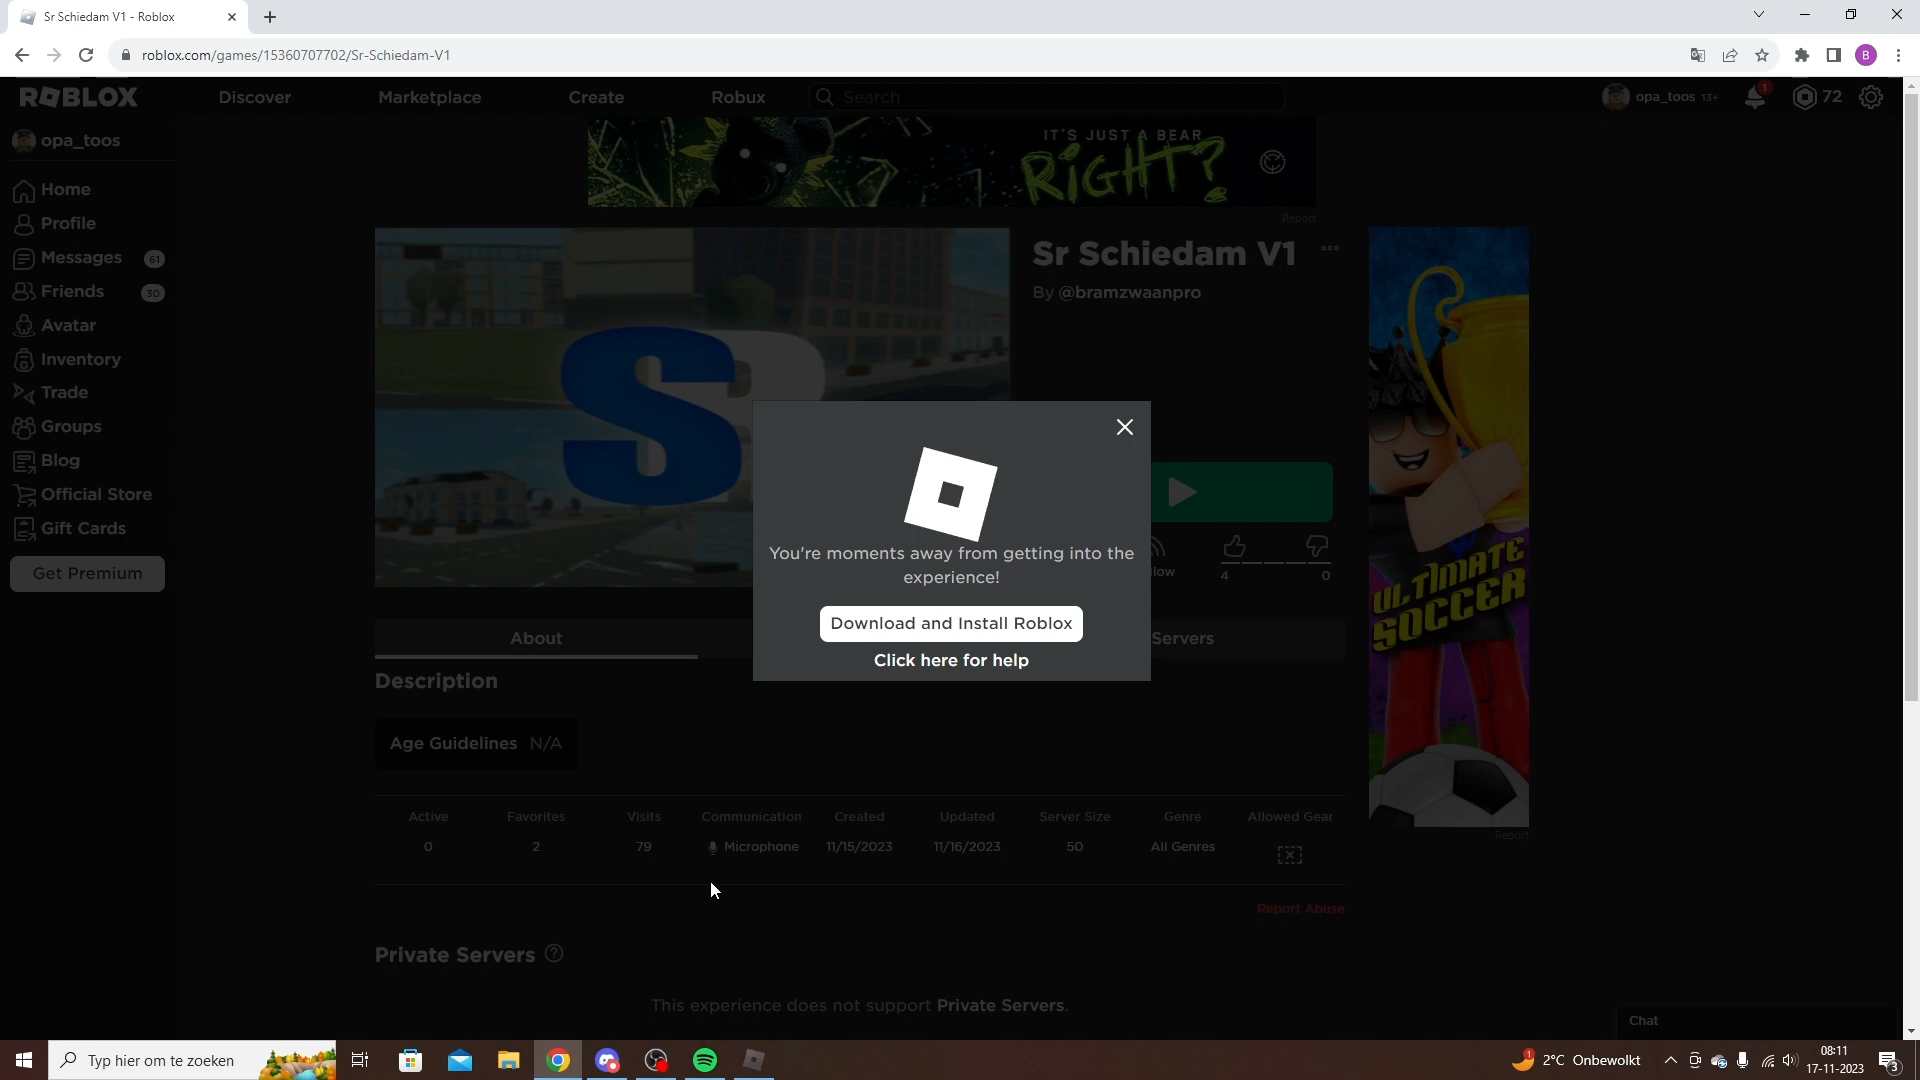 Sr Schiedam V1 - Roblox
roblox.com/games/15360707702/Sr-Schiedam-V1
B
ROBLOX
Discover
Marketplace
Create
Robux
Search
opa_toos 13+
1
72
opa_toos
Home
Profile
Messages 61
Friends 30
Avatar
Inventory
Trade
Groups
Blog
Official Store
Gift Cards
Get Premium
IT'S JUST A BEAR
RIGHT?
Report
Sr Schiedam V1
By @bramzwaanpro
S
llow
4
0
You're moments away from getting into the
experience!
Download and Install Roblox
Click here for help
ULTIMATE
SOCCER
Report
About
Servers
Description
Age Guidelines N/A
Active Favorites Visits Communication Created Updated Server Size Genre Allowed Gear
0 2 79 Microphone 11/15/2023 11/16/2023 50 All Genres
Report Abuse
Private Servers
This experience does not support Private Servers.
Chat
Typ hier om te zoeken
1
2°C Onbewolkt
08:11
17-11-2023
3